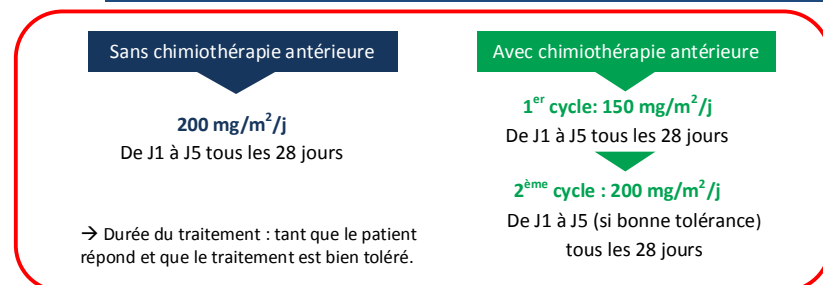 Sans chimiothérapie antérieure
200 mg/m²/j
De J1 à J5 tous les 28 jours
→ Durée du traitement : tant que le patient
répond et que le traitement est bien toléré.
Avec chimiothérapie antérieure
1er cycle: 150 mg/m²/j
De J1 à J5 tous les 28 jours
2ème cycle : 200 mg/m²/j
De J1 à J5 (si bonne tolérance)
tous les 28 jours